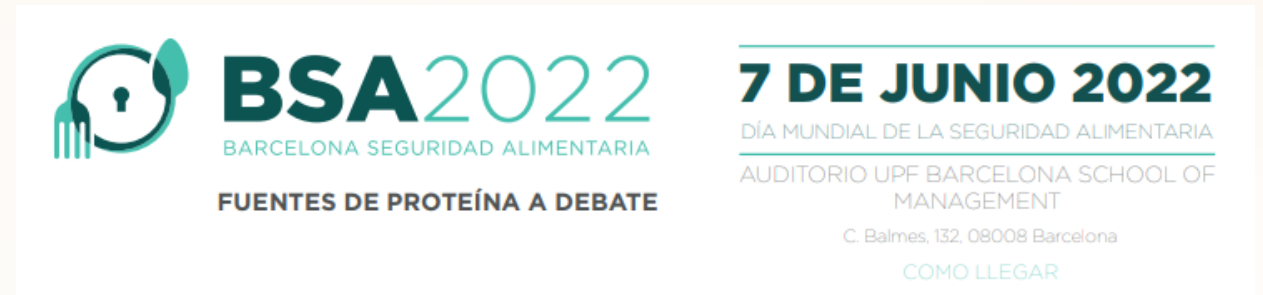 BSA2022
BARCELONA SEGURIDAD ALIMENTARIA
FUENTES DE PROTEÍNA A DEBATE
7 DE JUNIO 2022
DÍA MUNDIAL DE LA SEGURIDAD ALIMENTARIA
AUDITORIO UPF BARCELONA SCHOOL OF
MANAGEMENT
C. Balmes, 132, 08008 Barcelona
COMO LLEGAR